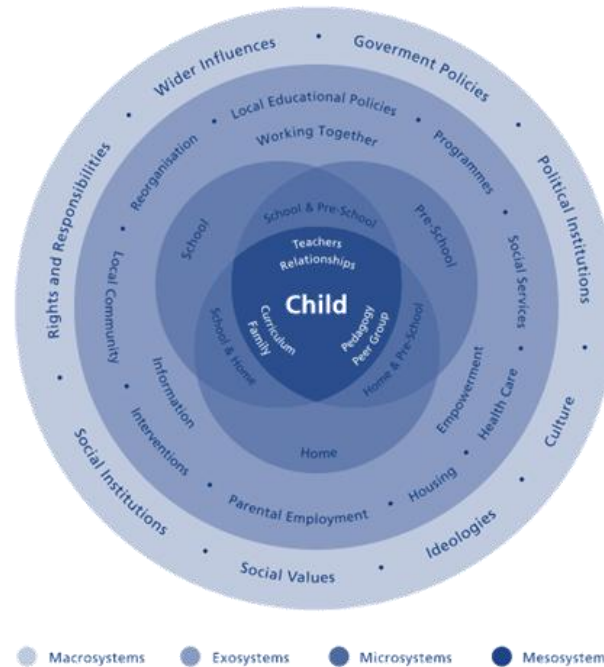 Wider Influences
•
Goverment Policies
•
Political Institutions
•
Culture
•
Ideologies
•
Social Values
•
Social Institutions
•
Rights and Responsibilities
•
Local Educational Policies
•
Programmes
•
Social Services
•
Health Care
•
Housing
•
Parental Employment
•
Interventions
•
Local Community
•
Reorganisation
•
Working Together
Empowerment
Information
School
Pre-School
Home
School & Pre-School
School & Home
Home & Pre-School
Teachers
Relationships
Child
Curriculum
Family
Pedagogy
Peer Group
Macrosystems
Exosystems
Microsystems
Mesosystem